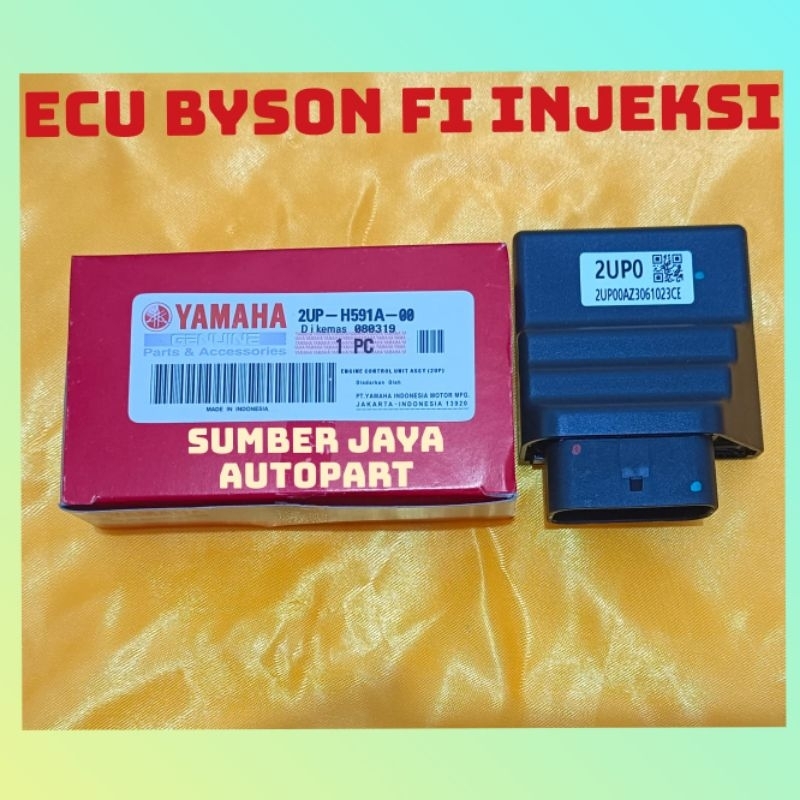 ECU BYSON FI INJEKSI
YAMAHA
GENUINE
Parts & Accessories
2UP-H591A-00
Dikemas 080319
1 PC
ENGINE CONTROL UNIT ASSY (2UP)
Diedarkan Oleh
PT.YAMAHA INDONESIA MOTOR MFG.
JAKARTA-INDONESIA 13920
MADE IN INDONESIA
SUMBER JAYA
AUTOPART
2UP0
2UP00AZ3061023CE